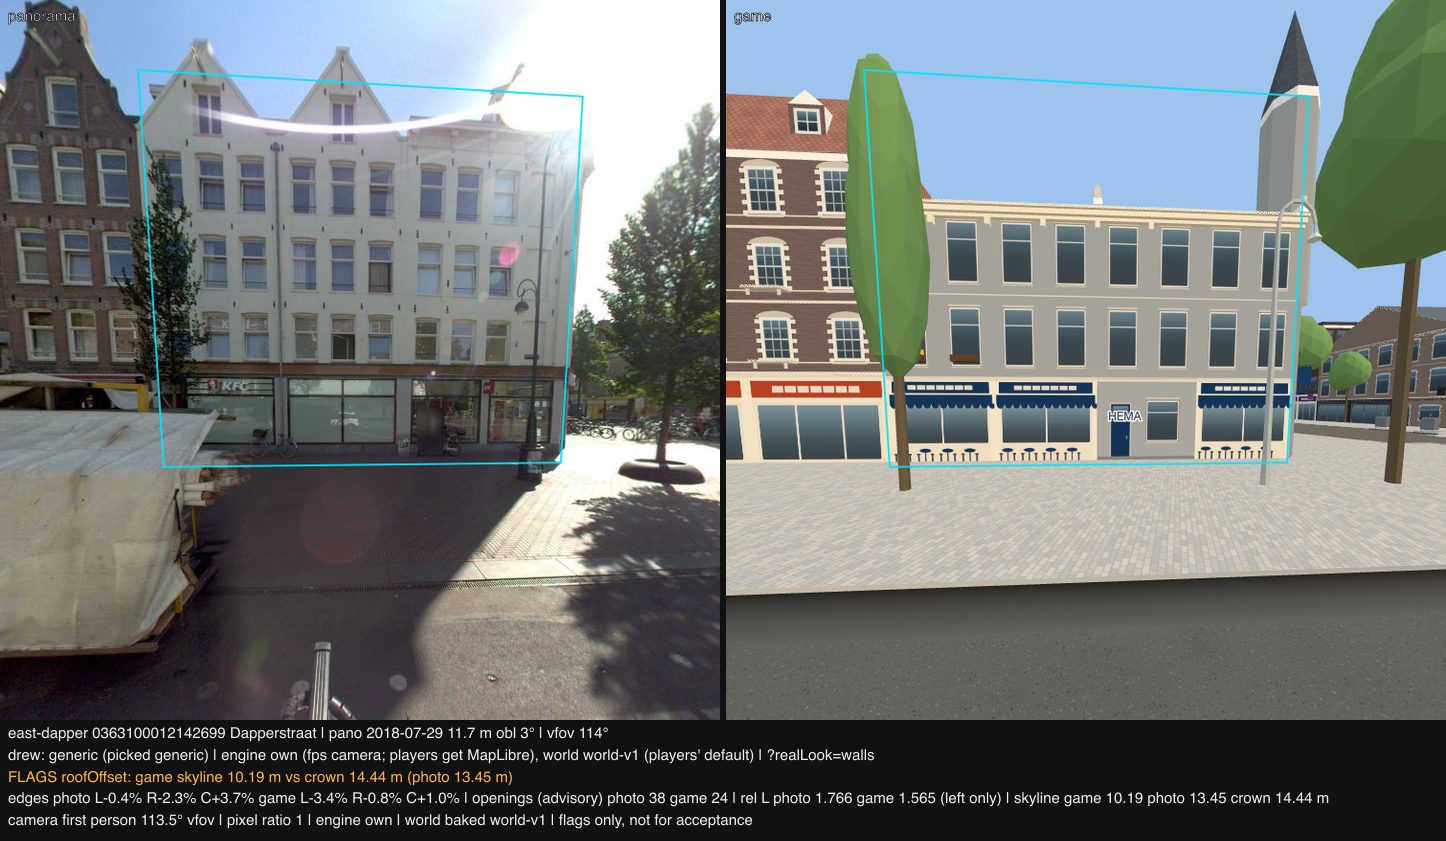 panorama
game
KFC
HEMA
east-dapper 0363100012142699 Dapperstraat | pano 2018-07-29 11.7 m obl 3° | vfov 114°
drew: generic (picked generic) | engine own (fps camera; players get MapLibre), world world-v1 (players' default) | ?realLook=walls
FLAGS roofOffset: game skyline 10.19 m vs crown 14.44 m (photo 13.45 m)
edges photo L-0.4% R-2.3% C+3.7% game L-3.4% R-0.8% C+1.0% | openings (advisory) photo 38 game 24 | rel L photo 1.766 game 1.565 (left only) | skyline game 10.19 photo 13.45 crown 14.44 m
camera first person 113.5° vfov | pixel ratio 1 | engine own | world baked world-v1 | flags only, not for acceptance